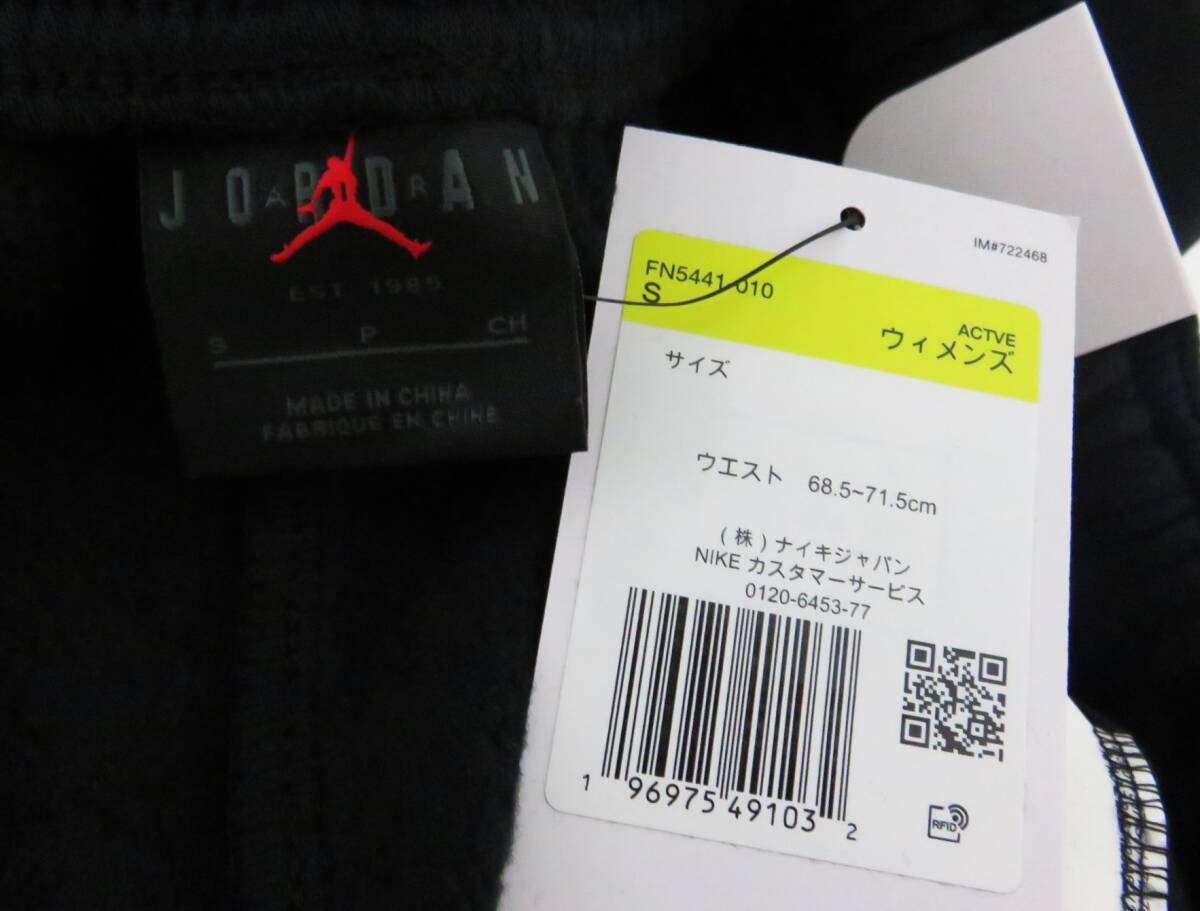 JORDAN
AIR
EST 1985
S P CH
MADE IN CHINA
FABRIQUE EN CHINE
IM#722468
FN5441-010
S
ACTVE
ウィメンズ
サイズ
ウエスト 68.5~71.5cm
(株)ナイキジャパン
NIKE カスタマーサービス
0120-6453-77
1 96975 49103 2
RFID